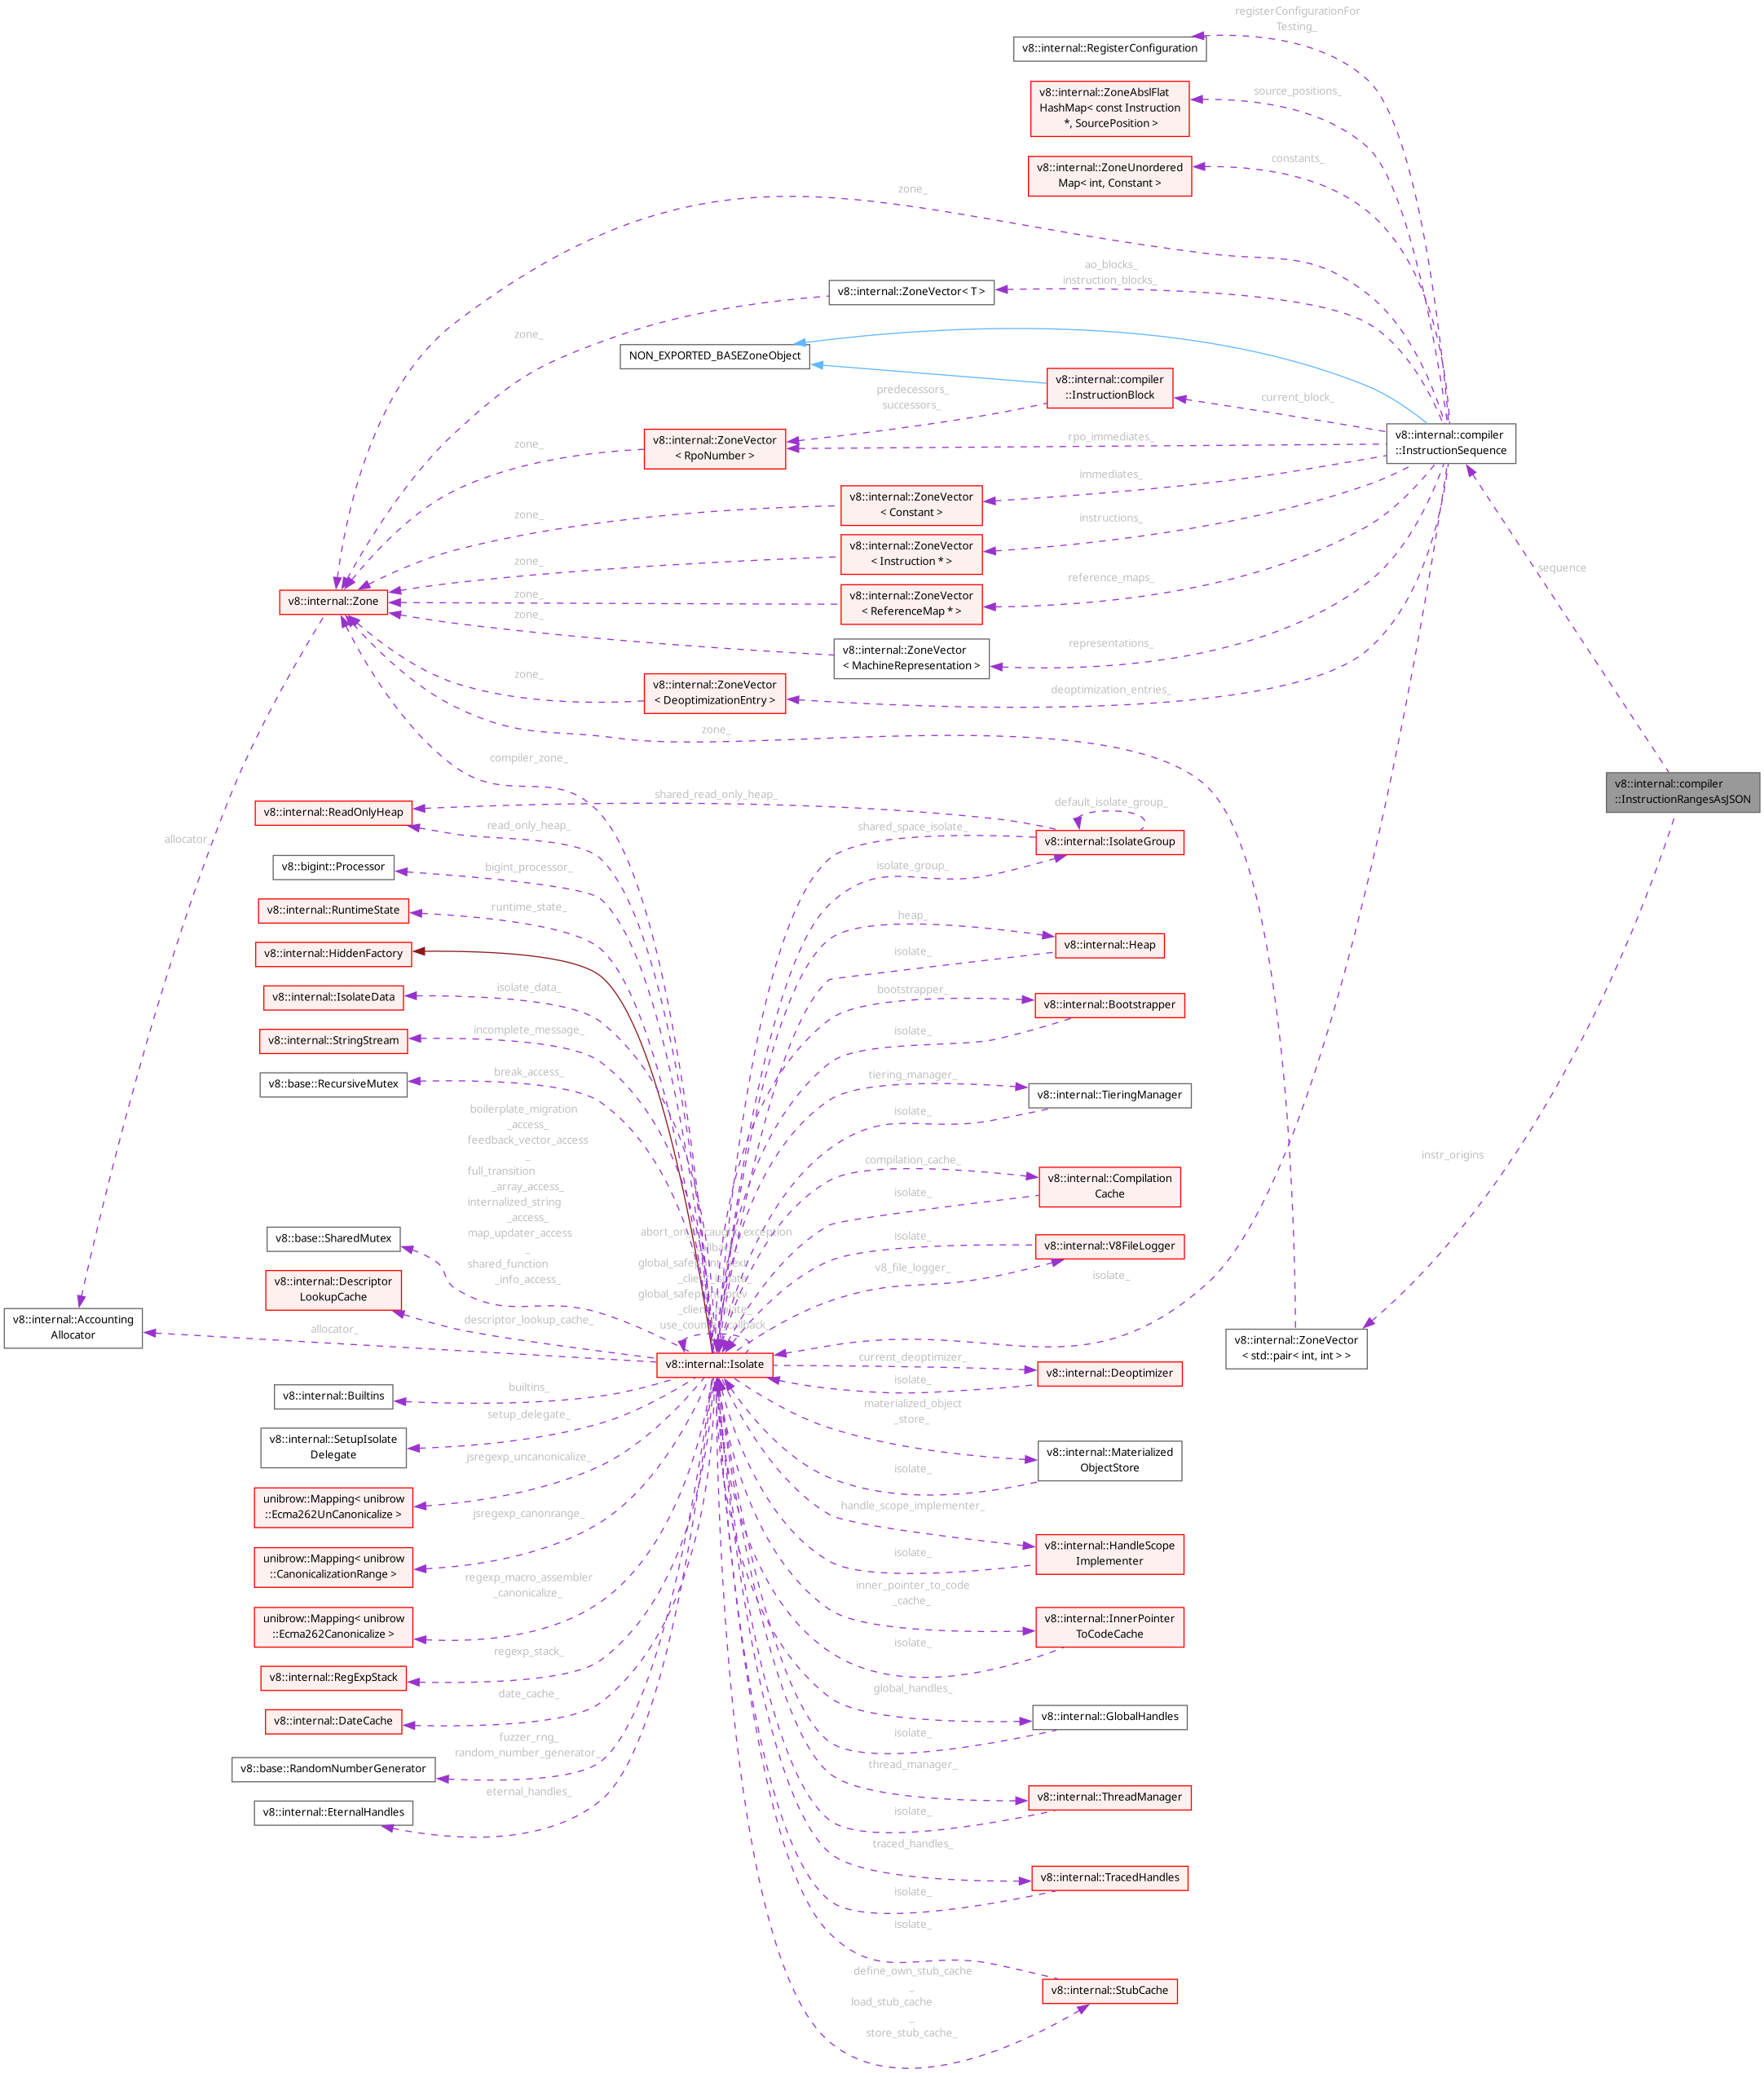 registerConfigurationFor
Testing_
v8::internal::RegisterConfiguration
v8::internal::ZoneAbslFlat
HashMap< const Instruction
*, SourcePosition >
source_positions_
v8::internal::ZoneUnordered
Map< int, Constant >
constants_
zone_
v8::internal::ZoneVector< T >
ao_blocks_
instruction_blocks_
zone_
NON_EXPORTED_BASEZoneObject
v8::internal::compiler
::InstructionBlock
predecessors_
successors_
current_block_
v8::internal::compiler
::InstructionSequence
v8::internal::ZoneVector
< RpoNumber >
zone_
rpo_immediates_
v8::internal::ZoneVector
< Constant >
zone_
immediates_
v8::internal::ZoneVector
< Instruction * >
zone_
instructions_
sequence
v8::internal::Zone
v8::internal::ZoneVector
< ReferenceMap * >
zone_
reference_maps_
zone_
v8::internal::ZoneVector
< MachineRepresentation >
representations_
v8::internal::ZoneVector
< DeoptimizationEntry >
zone_
deoptimization_entries_
zone_
compiler_zone_
v8::internal::compiler
::InstructionRangesAsJSON
v8::internal::ReadOnlyHeap
shared_read_only_heap_
default_isolate_group_
read_only_heap_
shared_space_isolate_
v8::internal::IsolateGroup
allocator_
v8::bigint::Processor
bigint_processor_
isolate_group_
v8::internal::RuntimeState
runtime_state_
heap_
v8::internal::HiddenFactory
isolate_
v8::internal::Heap
v8::internal::IsolateData
isolate_data_
bootstrapper_
v8::internal::Bootstrapper
v8::internal::StringStream
incomplete_message_
isolate_
v8::base::RecursiveMutex
break_access_
tiering_manager_
v8::internal::TieringManager
isolate_
boilerplate_migration
_access_
feedback_vector_access
_
full_transition
_array_access_
internalized_string
_access_
map_updater_access
_
shared_function
_info_access_
compilation_cache_
v8::internal::Compilation
Cache
isolate_
instr_origins
v8::base::SharedMutex
abort_on_uncaught_exception
_callback_
global_safepoint_next
_client_isolate_
global_safepoint_prev
_client_isolate_
use_counter_callback_
isolate_
v8::internal::V8FileLogger
v8_file_logger_
isolate_
v8::internal::Descriptor
LookupCache
descriptor_lookup_cache_
v8::internal::Accounting
Allocator
allocator_
v8::internal::Isolate
v8::internal::ZoneVector
< std::pair< int, int > >
current_deoptimizer_
isolate_
v8::internal::Deoptimizer
v8::internal::Builtins
builtins_
materialized_object
_store_
v8::internal::SetupIsolate
Delegate
setup_delegate_
v8::internal::Materialized
ObjectStore
isolate_
unibrow::Mapping< unibrow
::Ecma262UnCanonicalize >
jsregexp_uncanonicalize_
handle_scope_implementer_
v8::internal::HandleScope
Implementer
isolate_
unibrow::Mapping< unibrow
::CanonicalizationRange >
jsregexp_canonrange_
inner_pointer_to_code
_cache_
v8::internal::InnerPointer
ToCodeCache
isolate_
unibrow::Mapping< unibrow
::Ecma262Canonicalize >
regexp_macro_assembler
_canonicalize_
v8::internal::RegExpStack
regexp_stack_
global_handles_
v8::internal::GlobalHandles
isolate_
v8::internal::DateCache
date_cache_
v8::base::RandomNumberGenerator
fuzzer_rng_
random_number_generator_
thread_manager_
v8::internal::ThreadManager
isolate_
v8::internal::EternalHandles
eternal_handles_
traced_handles_
v8::internal::TracedHandles
isolate_
isolate_
define_own_stub_cache
_
load_stub_cache
_
store_stub_cache_
v8::internal::StubCache